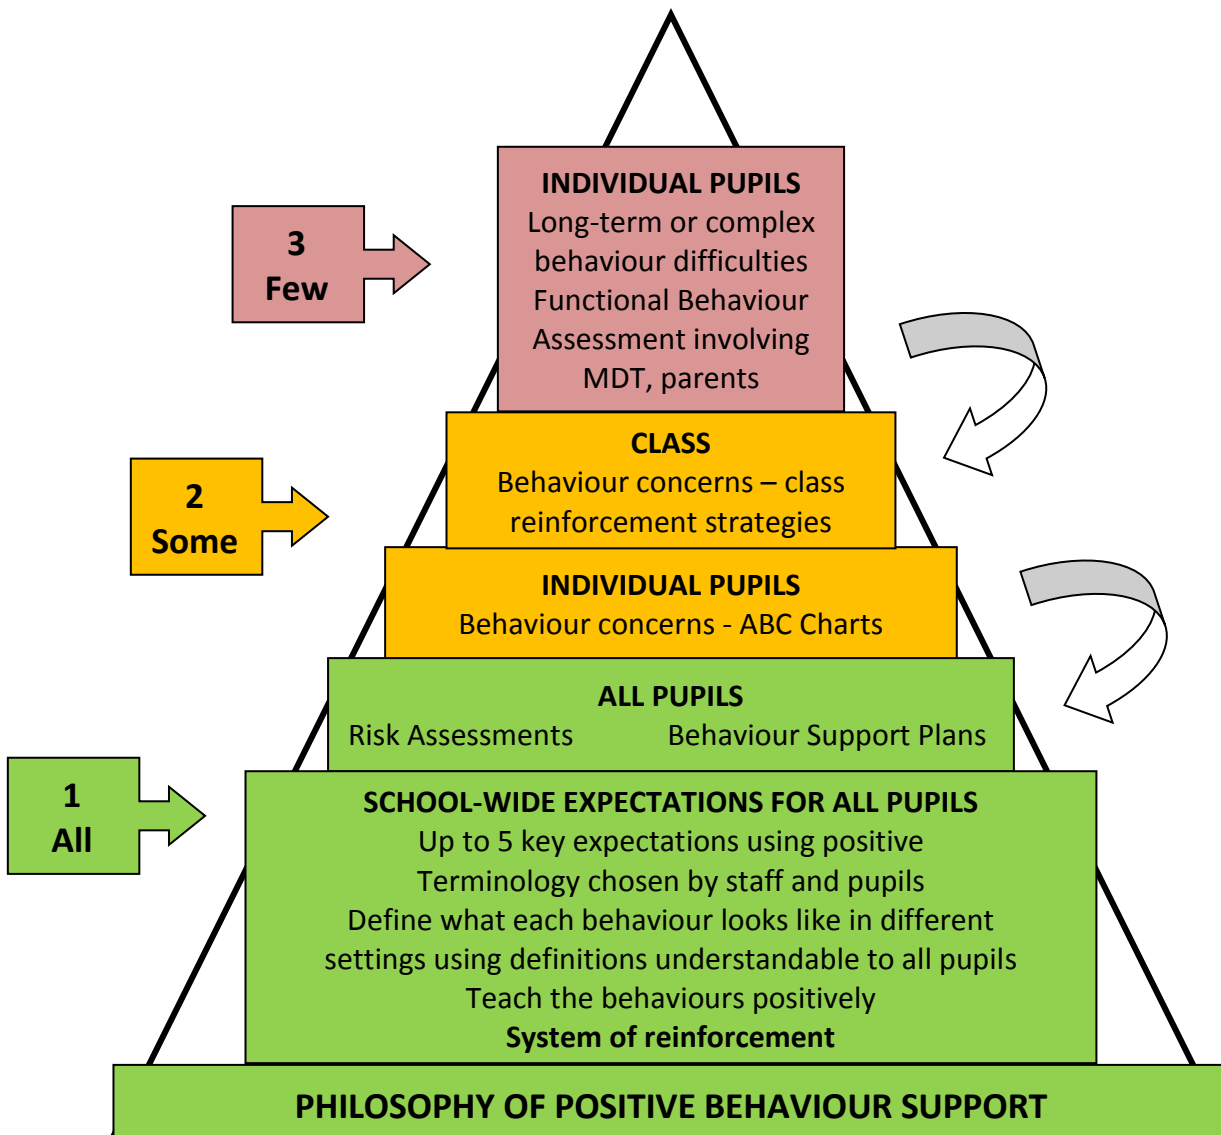 INDIVIDUAL PUPILS
Long-term or complex
behaviour difficulties
Functional Behaviour
Assessment involving
MDT, parents
3
Few
CLASS
Behaviour concerns – class
reinforcement strategies
2
Some
INDIVIDUAL PUPILS
Behaviour concerns - ABC Charts
ALL PUPILS
Risk Assessments Behaviour Support Plans
1
All
SCHOOL-WIDE EXPECTATIONS FOR ALL PUPILS
Up to 5 key expectations using positive
Terminology chosen by staff and pupils
Define what each behaviour looks like in different
settings using definitions understandable to all pupils
Teach the behaviours positively
System of reinforcement
PHILOSOPHY OF POSITIVE BEHAVIOUR SUPPORT